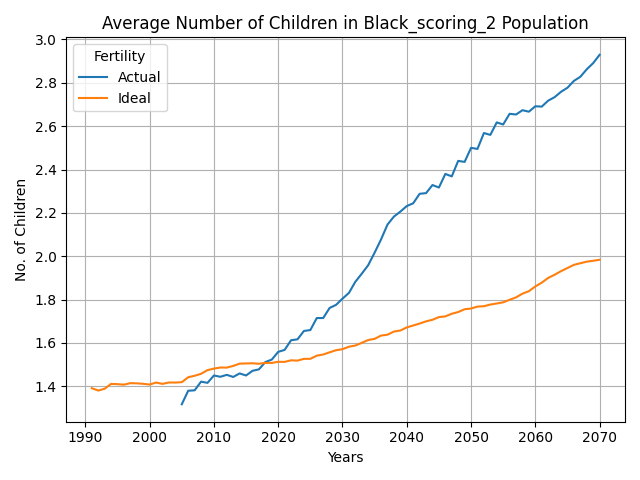 Average Number of Children in Black_scoring_2 Population
Fertility
Actual
Ideal
No. of Children
3.0
2.8
2.6
2.4
2.2
2.0
1.8
1.6
1.4
1990 2000 2010 2020 2030 2040 2050 2060 2070
Years